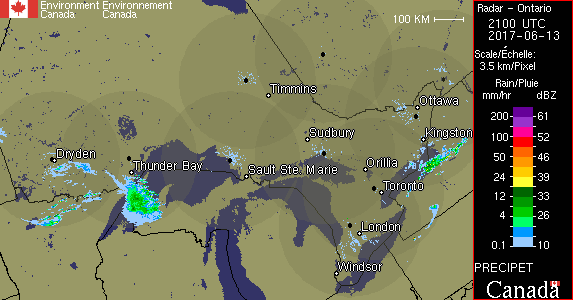 Environment Environnement
Canada Canada
100 KM
Timmins
Ottawa
Sudbury
Kingston
Dryden
Thunder Bay
Sault Ste. Marie
Orillia
Toronto
London
Windsor
Radar - Ontario
2100 UTC
2017-06-13
Scale/Échelle:
3.5 km/Pixel
Rain/Pluie
mm/hr dBZ
200 61
100 52
50 46
24 39
12 33
4 26
0.1 10
PRECIPET
Canada